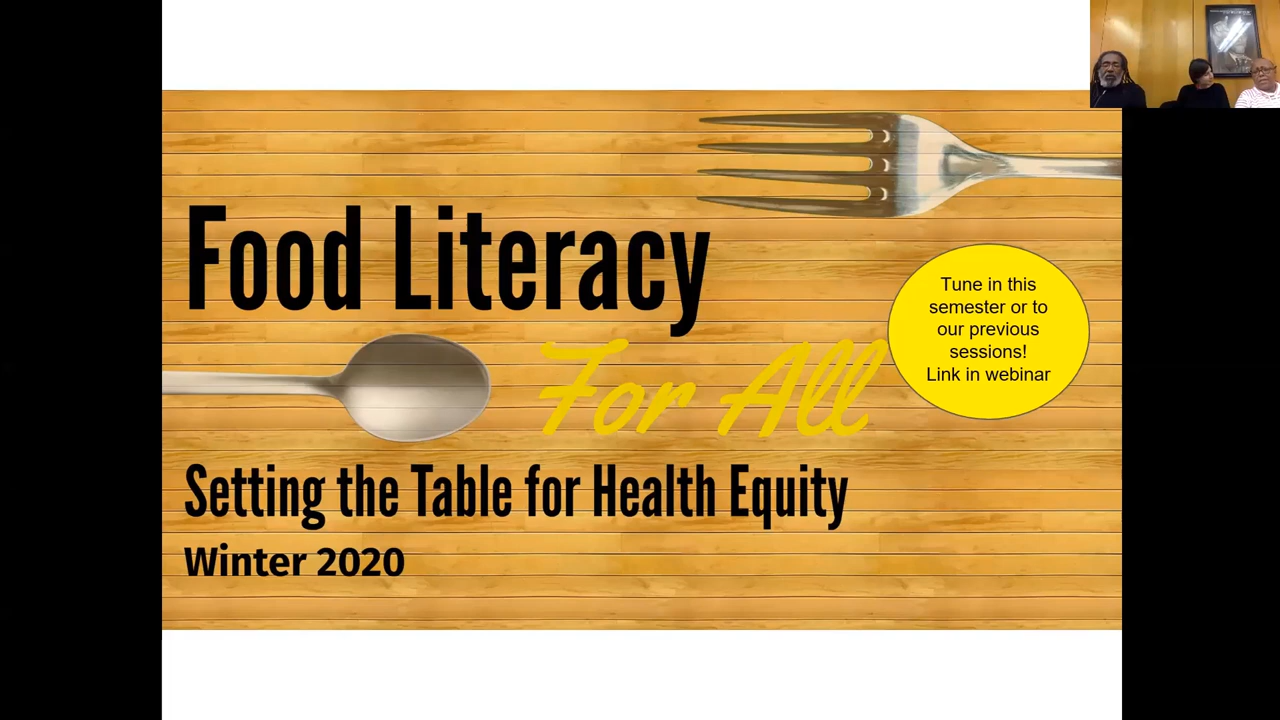 Food Literacy
For All
Setting the Table for Health Equity
Winter 2020
Tune in this
semester or to
our previous
sessions!
Link in webinar